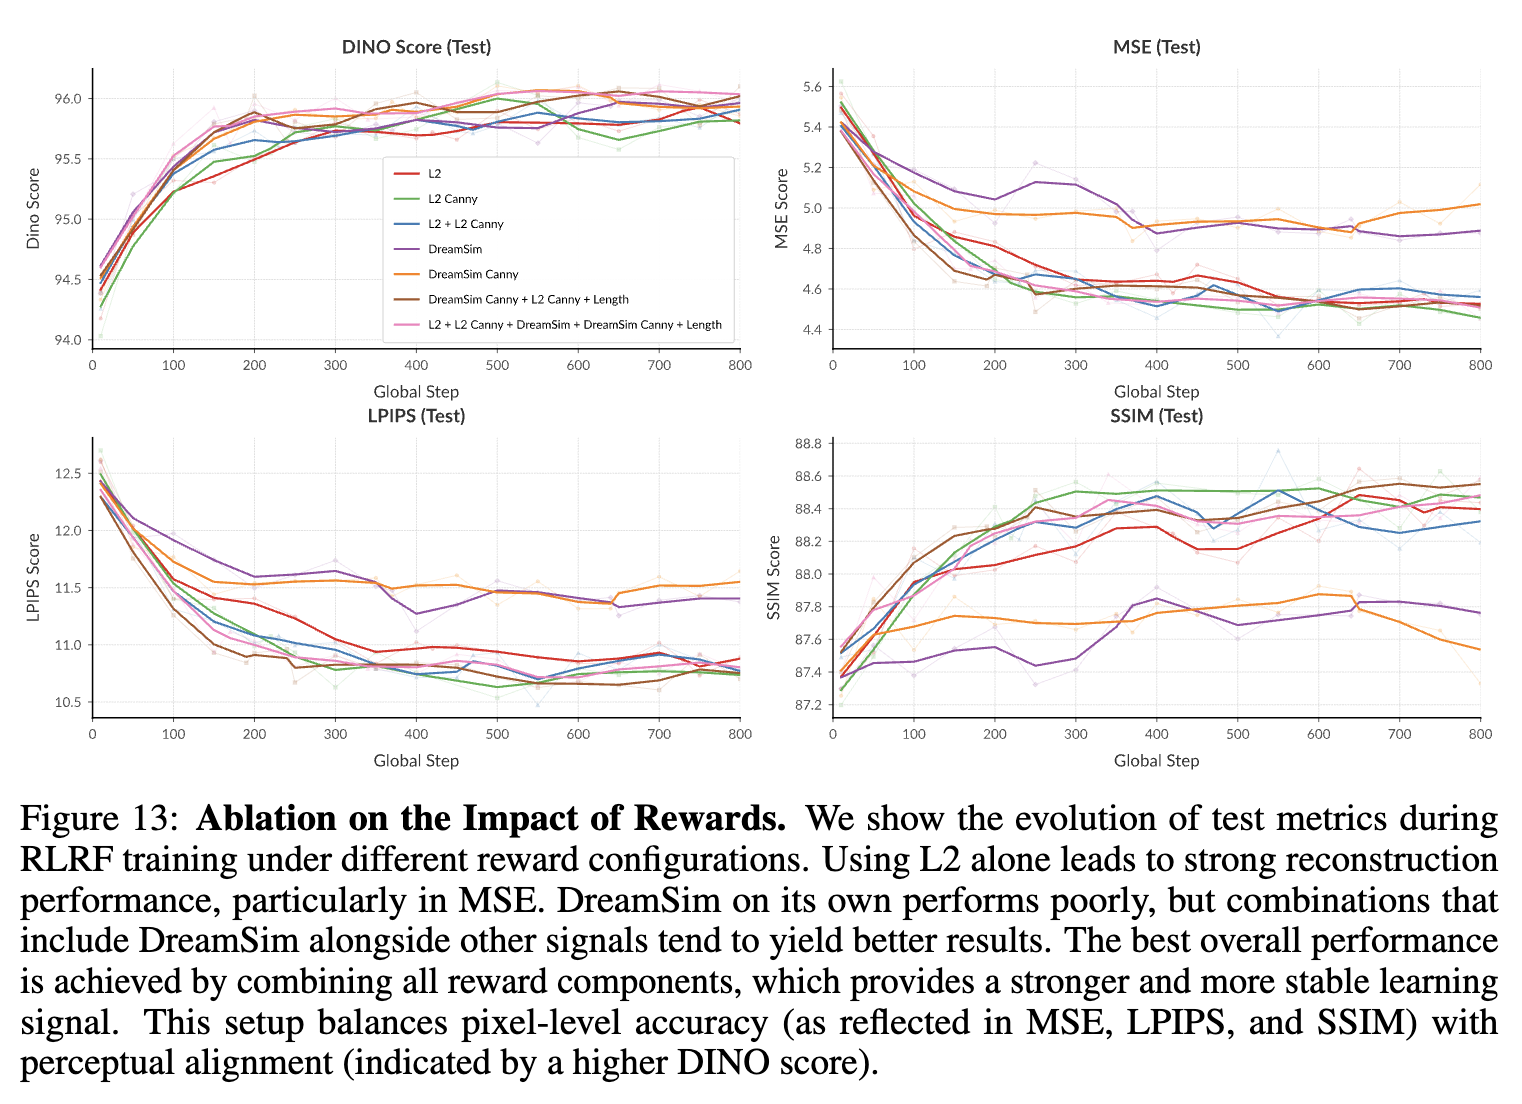 DINO Score (Test)
96.0
95.5
95.0
94.5
94.0
Dino Score
0 100 200 300 400 500 600 700 800
Global Step
L2
L2 Canny
L2 + L2 Canny
DreamSim
DreamSim Canny
DreamSim Canny + L2 Canny + Length
L2 + L2 Canny + DreamSim + DreamSim Canny + Length
MSE (Test)
5.6
5.4
5.2
5.0
4.8
4.6
4.4
MSE Score
0 100 200 300 400 500 600 700 800
Global Step
LPIPS (Test)
12.5
12.0
11.5
11.0
10.5
LPIPS Score
0 100 200 300 400 500 600 700 800
Global Step
SSIM (Test)
88.8
88.6
88.4
88.2
88.0
87.8
87.6
87.4
87.2
SSIM Score
0 100 200 300 400 500 600 700 800
Global Step
Figure 13: Ablation on the Impact of Rewards. We show the evolution of test metrics during
RLRF training under different reward configurations. Using L2 alone leads to strong reconstruction
performance, particularly in MSE. DreamSim on its own performs poorly, but combinations that
include DreamSim alongside other signals tend to yield better results. The best overall performance
is achieved by combining all reward components, which provides a stronger and more stable learning
signal. This setup balances pixel-level accuracy (as reflected in MSE, LPIPS, and SSIM) with
perceptual alignment (indicated by a higher DINO score).